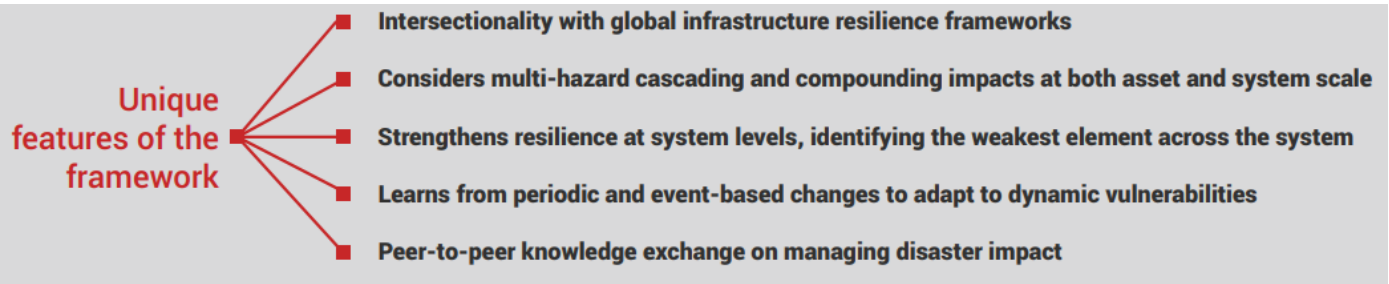 Unique
features of the
framework
Intersectionality with global infrastructure resilience frameworks
Considers multi-hazard cascading and compounding impacts at both asset and system scale
Strengthens resilience at system levels, identifying the weakest element across the system
Learns from periodic and event-based changes to adapt to dynamic vulnerabilities
Peer-to-peer knowledge exchange on managing disaster impact